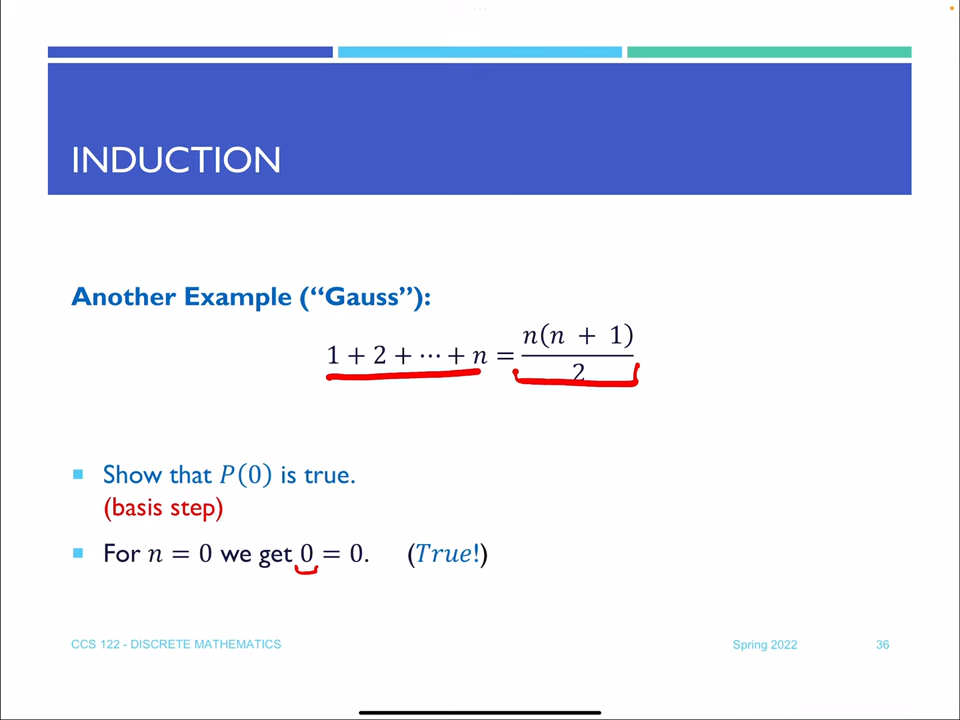 INDUCTION
Another Example (“Gauss”):
1 + 2 + ⋯ + n = n(n + 1) / 2
Show that P(0) is true.
(basis step)
For n = 0 we get 0 = 0. (True!)
CCS 122 - DISCRETE MATHEMATICS Spring 2022 36